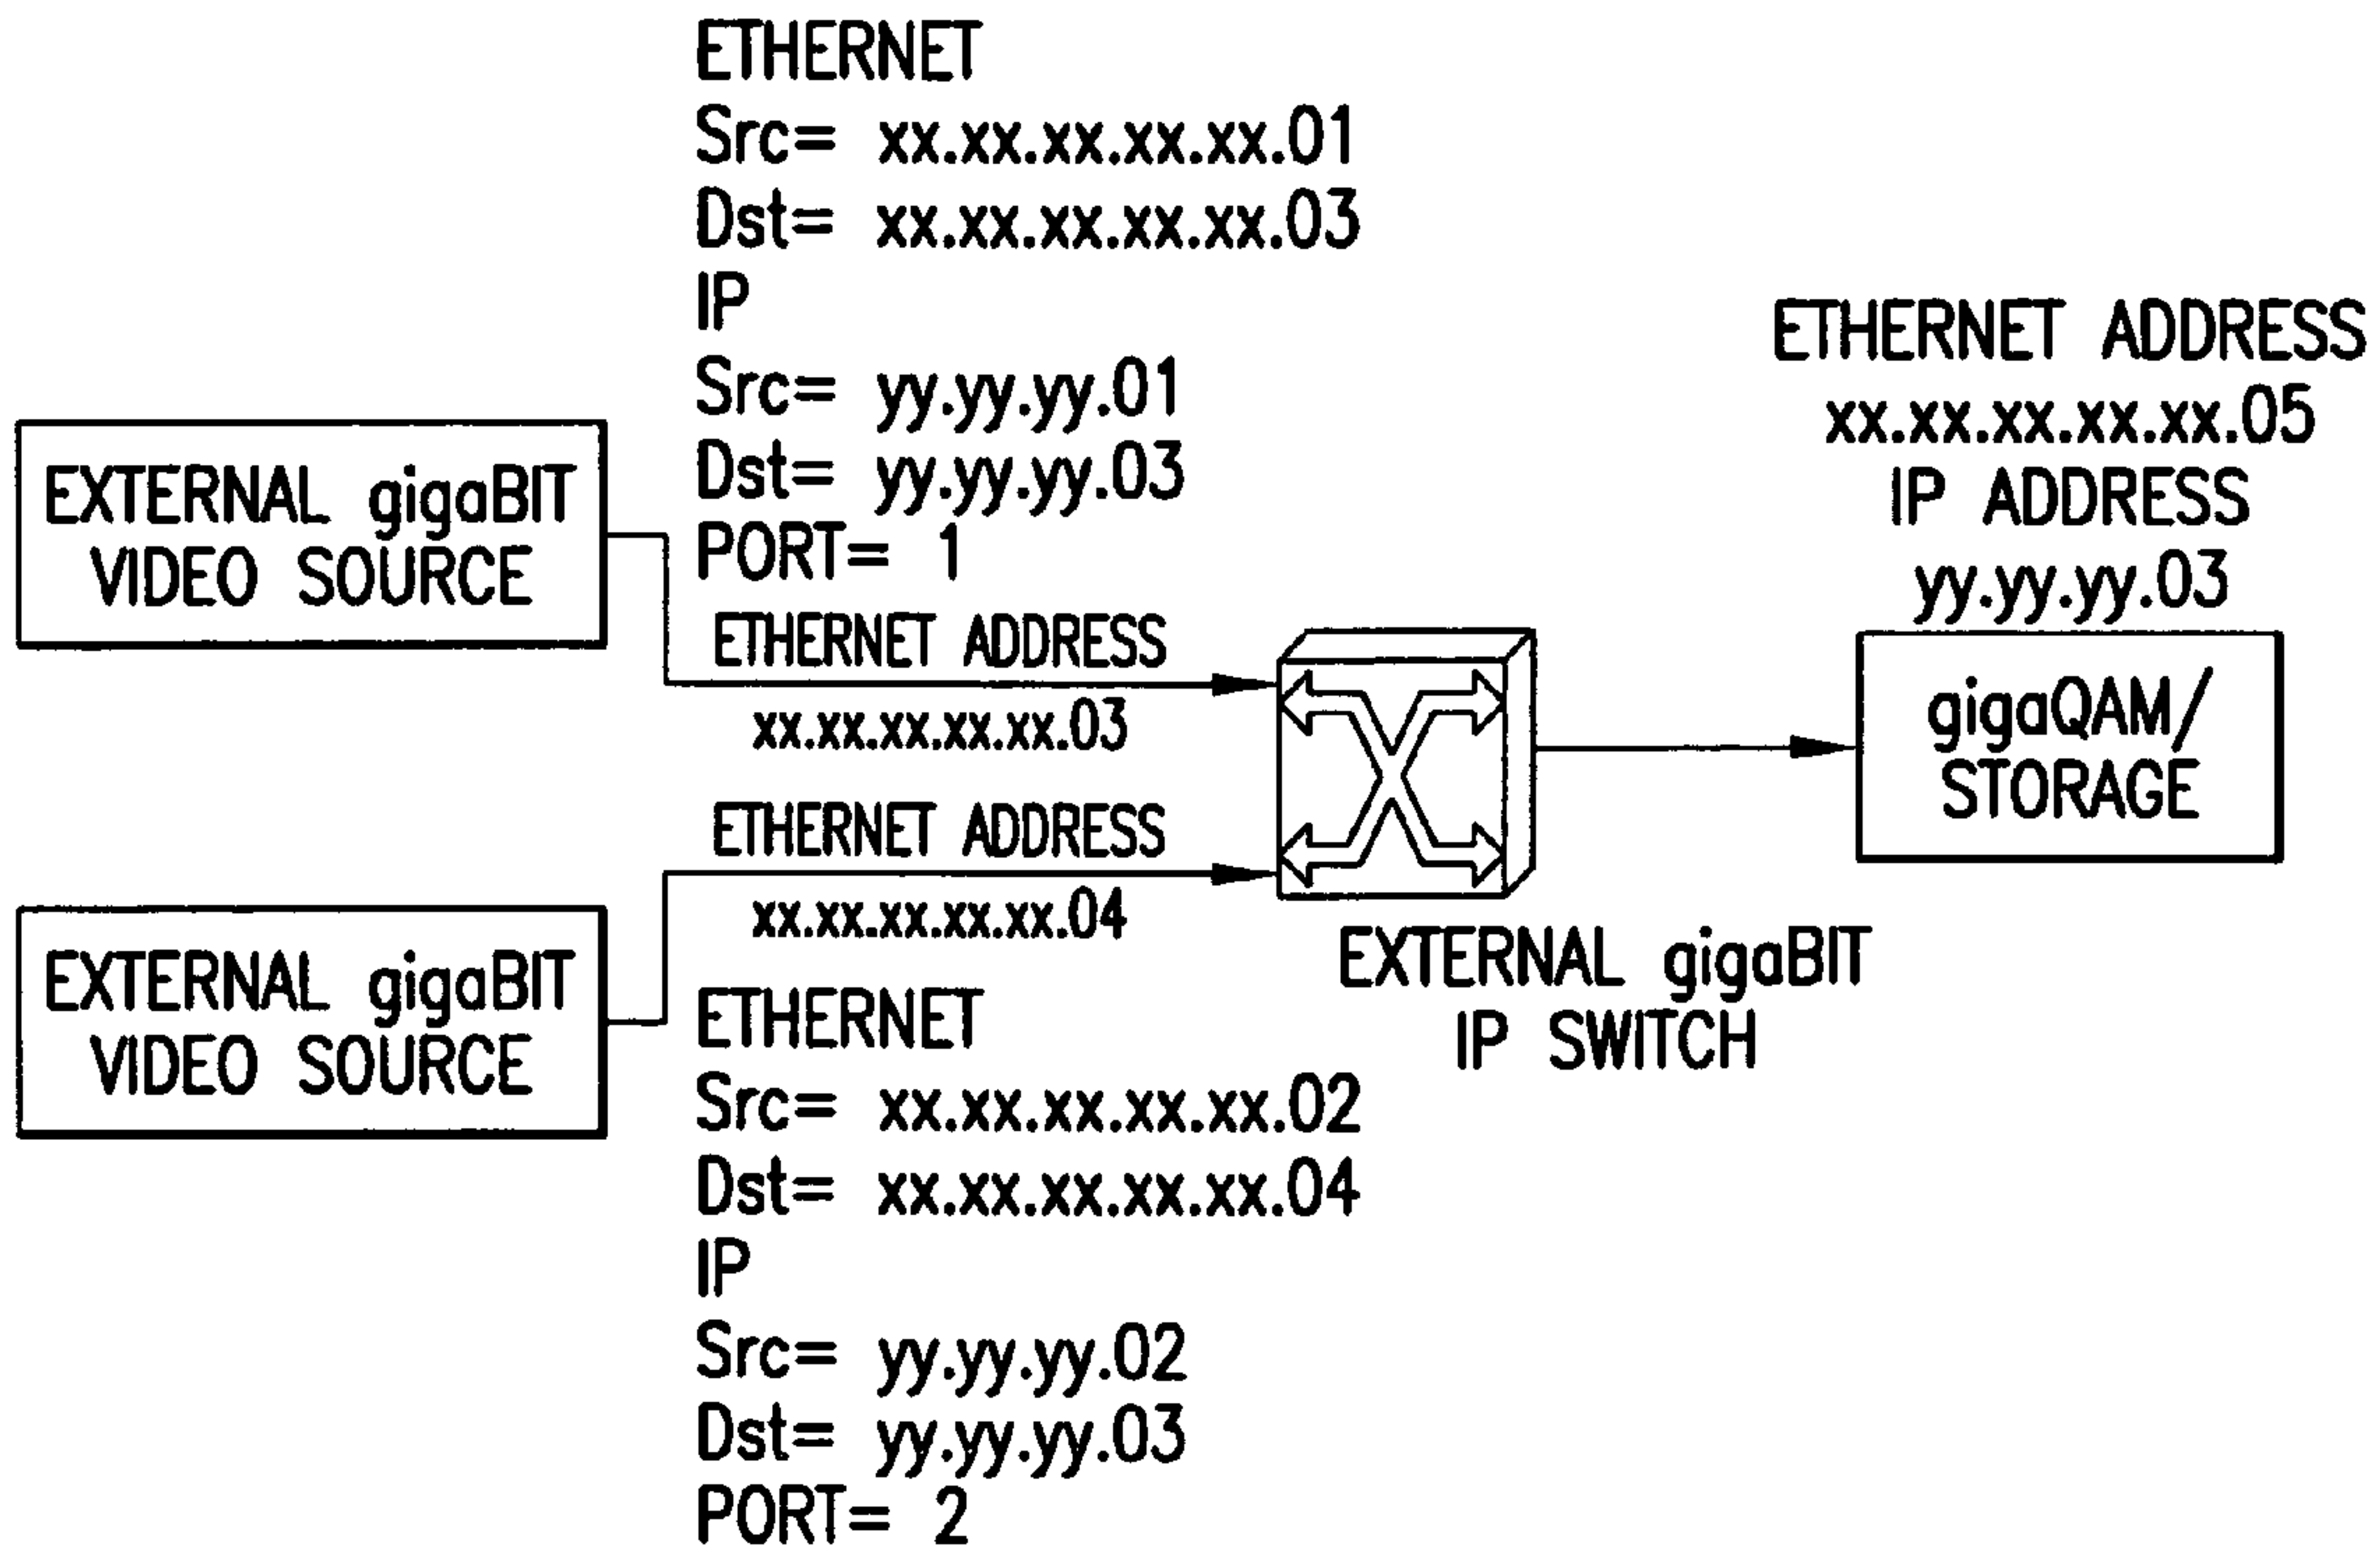 ETHERNET
Src= xx.xx.xx.xx.xx.01
Dst= xx.xx.xx.xx.xx.03
IP
Src= yy.yy.yy.01
Dst= yy.yy.yy.03
PORT= 1
EXTERNAL gigaBIT
VIDEO SOURCE
ETHERNET ADDRESS
xx.xx.xx.xx.xx.03
ETHERNET ADDRESS
xx.xx.xx.xx.xx.04
EXTERNAL gigaBIT
VIDEO SOURCE
ETHERNET
Src= xx.xx.xx.xx.xx.02
Dst= xx.xx.xx.xx.xx.04
IP
Src= yy.yy.yy.02
Dst= yy.yy.yy.03
PORT= 2
EXTERNAL gigaBIT
IP SWITCH
ETHERNET ADDRESS
xx.xx.xx.xx.xx.05
IP ADDRESS
yy.yy.yy.03
gigaQAM/
STORAGE